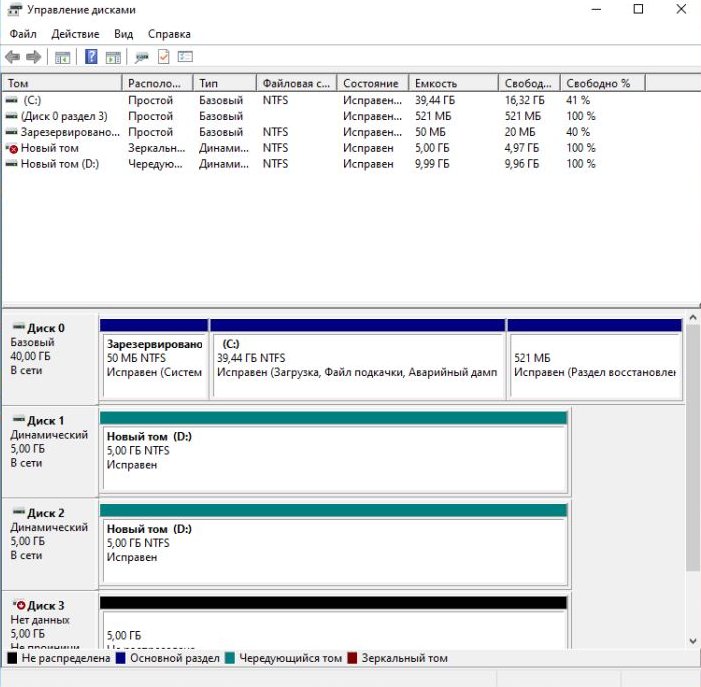 Управление дисками
Файл Действие Вид Справка
Том Располо... Тип Файловая с... Состояние Емкость Свобод... Свободно %
(C:) Простой Базовый NTFS Исправен... 39,44 ГБ 16,32 ГБ 41 %
(Диск 0 раздел 3) Простой Базовый Исправен... 521 МБ 521 МБ 100 %
Зарезервировано... Простой Базовый NTFS Исправен... 50 МБ 20 МБ 40 %
Новый том Зеркальн... Динами... NTFS Исправен 5,00 ГБ 4,97 ГБ 100 %
Новый том (D:) Чередую... Динами... NTFS Исправен 9,99 ГБ 9,96 ГБ 100 %
Диск 0
Базовый
40,00 ГБ
В сети
Зарезервировано
50 МБ NTFS
Исправен (Систем
(C:)
39,44 ГБ NTFS
Исправен (Загрузка, Файл подкачки, Аварийный дамп
521 МБ
Исправен (Раздел восстановлен
Диск 1
Динамический
5,00 ГБ
В сети
Новый том (D:)
5,00 ГБ NTFS
Исправен
Диск 2
Динамический
5,00 ГБ
В сети
Новый том (D:)
5,00 ГБ NTFS
Исправен
Диск 3
Нет данных
5,00 ГБ
Не проиници
5,00 ГБ
Не распределена
Не распределена Основной раздел Чередующийся том Зеркальный том